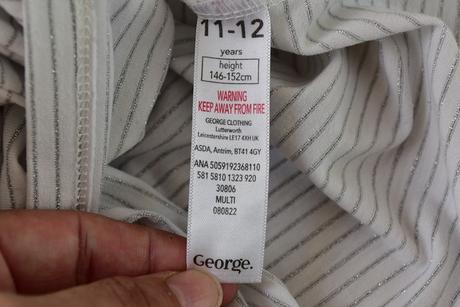 11-12
years
height
146-152cm
WARNING
KEEP AWAY FROM FIRE
GEORGE CLOTHING
Lutterworth
Leicestershire LE17 4XH UK
ASDA, Antrim, BT41 4GY
ANA 5059192368110
581 5810 1323 920
30806
MULTI
080822
George.